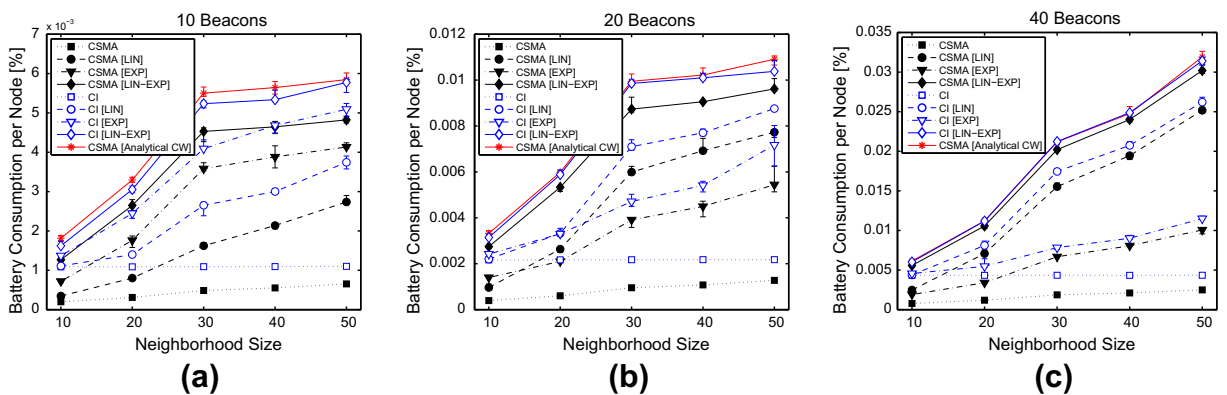 10 Beacons
x 10⁻³
7
6
5
4
3
2
1
0
Battery Consumption per Node [%]
CSMA
CSMA [LIN]
CSMA [EXP]
CSMA [LIN−EXP]
CI
CI [LIN]
CI [EXP]
CI [LIN−EXP]
CSMA [Analytical CW]
10 20 30 40 50
Neighborhood Size
(a)
20 Beacons
0.012
0.01
0.008
0.006
0.004
0.002
0
Battery Consumption per Node [%]
CSMA
CSMA [LIN]
CSMA [EXP]
CSMA [LIN−EXP]
CI
CI [LIN]
CI [EXP]
CI [LIN−EXP]
CSMA [Analytical CW]
10 20 30 40 50
Neighborhood Size
(b)
40 Beacons
0.035
0.03
0.025
0.02
0.015
0.01
0.005
0
Battery Consumption per Node [%]
CSMA
CSMA [LIN]
CSMA [EXP]
CSMA [LIN−EXP]
CI
CI [LIN]
CI [EXP]
CI [LIN−EXP]
CSMA [Analytical CW]
10 20 30 40 50
Neighborhood Size
(c)